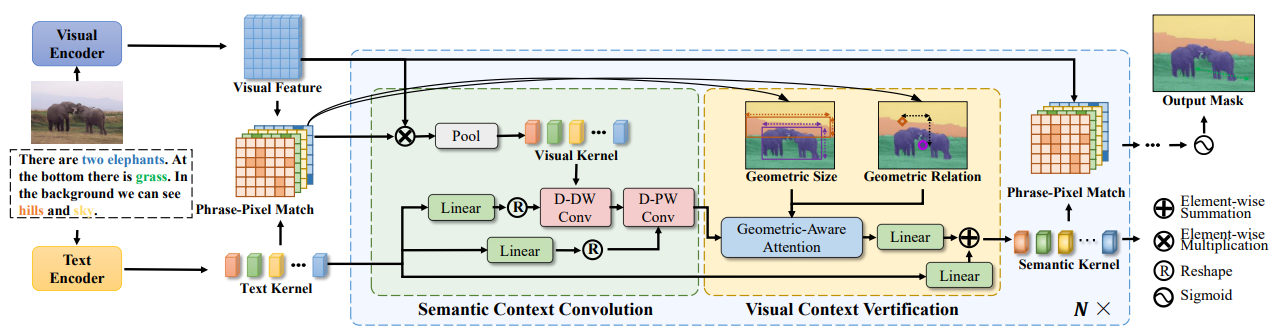 Visual
Encoder
Visual Feature
There are two elephants. At
the bottom there is grass. In
the background we can see
hills and sky.
Phrase-Pixel Match
Text
Encoder
Text Kernel
Pool
Visual Kernel
Linear
R
D-DW
Conv
D-PW
Conv
Linear
R
Semantic Context Convolution
Geometric Size
Geometric Relation
Geometric-Aware
Attention
Linear
Linear
Visual Context Vertification
Phrase-Pixel Match
Semantic Kernel
N ×
Output Mask
Element-wise
Summation
Element-wise
Multiplication
R
Reshape
Sigmoid